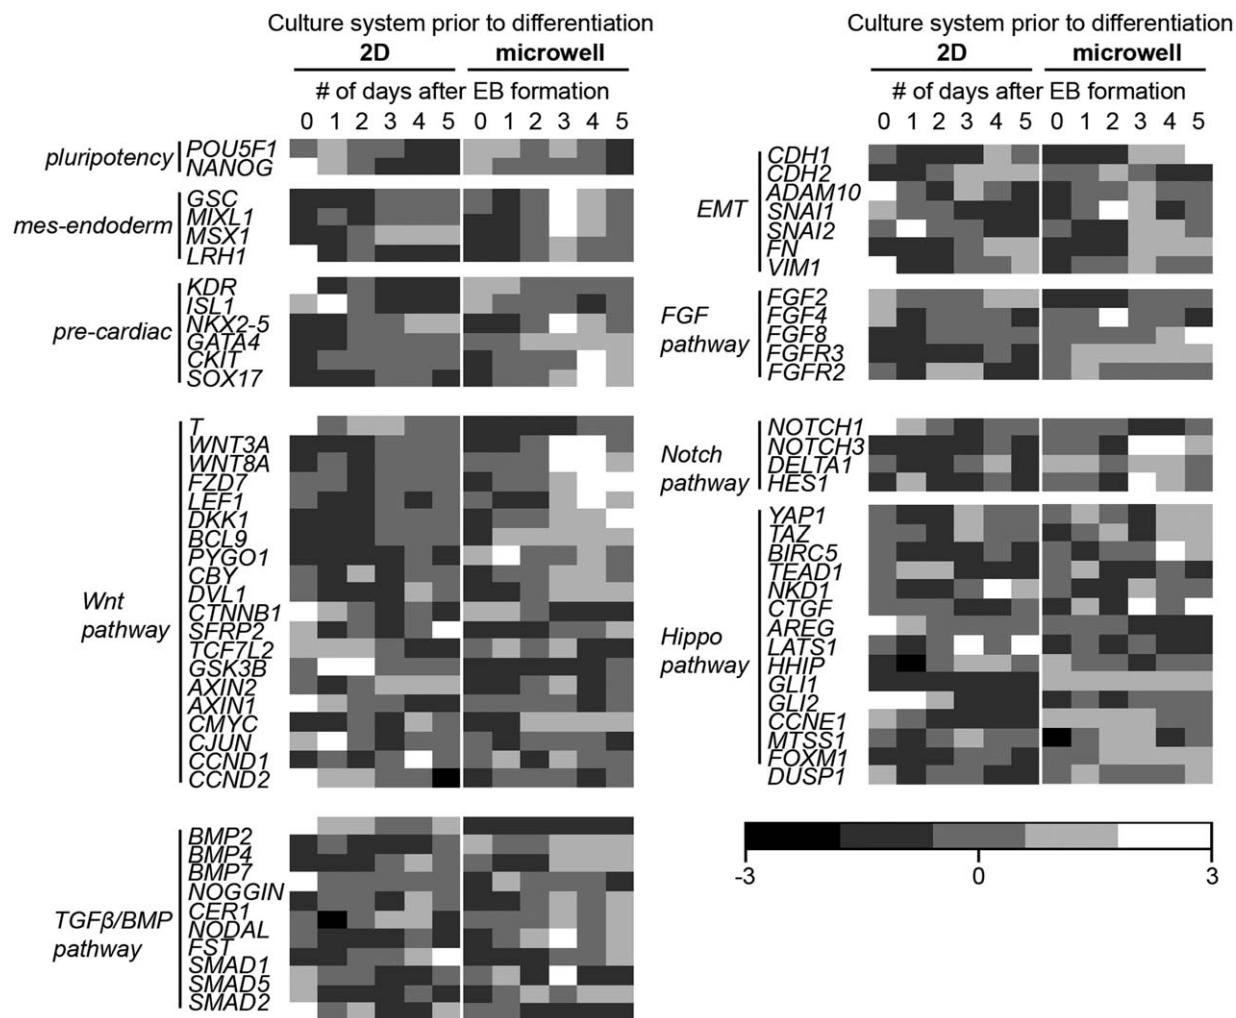 Culture system prior to differentiation
2D microwell
# of days after EB formation
0 1 2 3 4 5 0 1 2 3 4 5
pluripotency
POU5F1
NANOG
mes-endoderm
GSC
MIXL1
MSX1
LRH1
pre-cardiac
KDR
ISL1
NKX2-5
GATA4
CKIT
SOX17
Wnt
pathway
T
WNT3A
WNT8A
FZD7
LEF1
DKK1
BCL9
PYGO1
CBY
DVL1
CTNNB1
SFRP2
TCF7L2
GSK3B
AXIN2
AXIN1
CMYC
CJUN
CCND1
CCND2
TGFβ/BMP
pathway
BMP2
BMP4
BMP7
NOGGIN
CER1
NODAL
FST
SMAD1
SMAD5
SMAD2
Culture system prior to differentiation
2D microwell
# of days after EB formation
0 1 2 3 4 5 0 1 2 3 4 5
EMT
CDH1
CDH2
ADAM10
SNAI1
SNAI2
FN
VIM1
FGF
pathway
FGF2
FGF4
FGF8
FGFR3
FGFR2
Notch
pathway
NOTCH1
NOTCH3
DELTA1
HES1
Hippo
pathway
YAP1
TAZ
BIRC5
TEAD1
NKD1
CTGF
AREG
LATS1
HHIP
GLI1
GLI2
CCNE1
MTSS1
FOXM1
DUSP1
-3 0 3